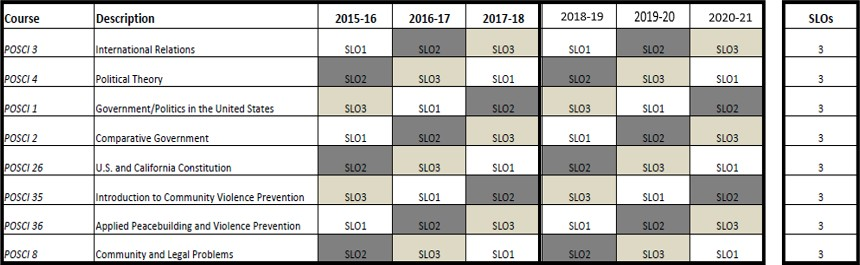 Course Description 2015-16 2016-17 2017-18 2018-19 2019-20 2020-21 SLOs
POSCI 3 International Relations SLO1 SLO2 SLO3 SLO1 SLO2 SLO3 3
POSCI 4 Political Theory SLO2 SLO3 SLO1 SLO2 SLO3 SLO1 3
POSCI 1 Government/Politics in the United States SLO3 SLO1 SLO2 SLO3 SLO1 SLO2 3
POSCI 2 Comparative Government SLO1 SLO2 SLO3 SLO1 SLO2 SLO3 3
POSCI 26 U.S. and California Constitution SLO2 SLO3 SLO1 SLO2 SLO3 SLO1 3
POSCI 35 Introduction to Community Violence Prevention SLO3 SLO1 SLO2 SLO3 SLO1 SLO2 3
POSCI 36 Applied Peacebuilding and Violence Prevention SLO1 SLO2 SLO3 SLO1 SLO2 SLO3 3
POSCI 8 Community and Legal Problems SLO2 SLO3 SLO1 SLO2 SLO3 SLO1 3